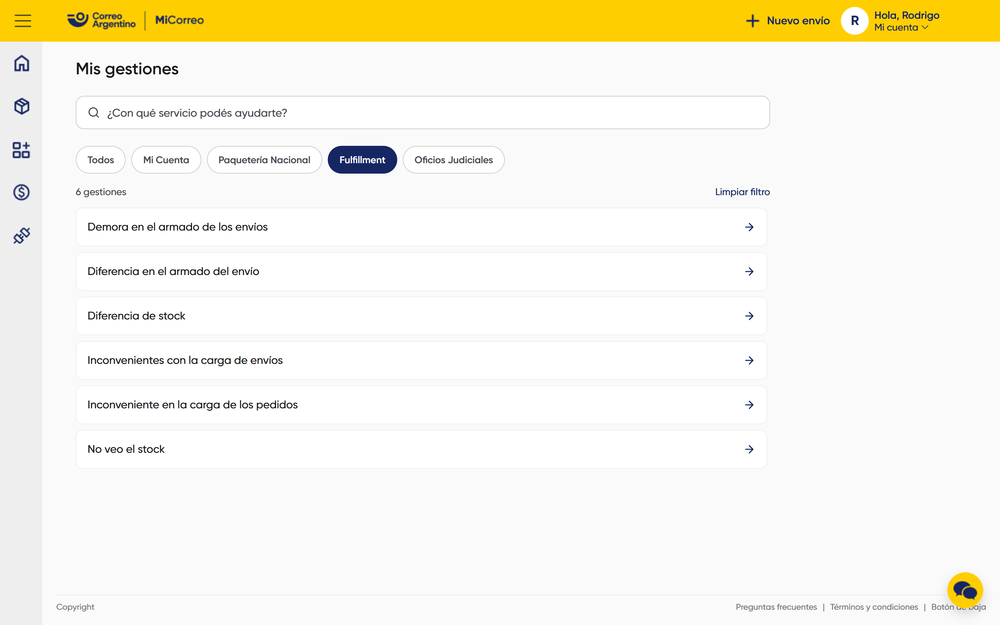 Correo
Argentino
MiCorreo
Nuevo envío
R
Hola, Rodrigo
Mi cuenta
Mis gestiones
¿Con qué servicio podés ayudarte?
Todos
Mi Cuenta
Paquetería Nacional
Fulfillment
Oficios Judiciales
6 gestiones
Limpiar filtro
Demora en el armado de los envíos
Diferencia en el armado del envío
Diferencia de stock
Inconvenientes con la carga de envíos
Inconveniente en la carga de los pedidos
No veo el stock
Copyright
Preguntas frecuentes | Términos y condiciones | Botón de baja